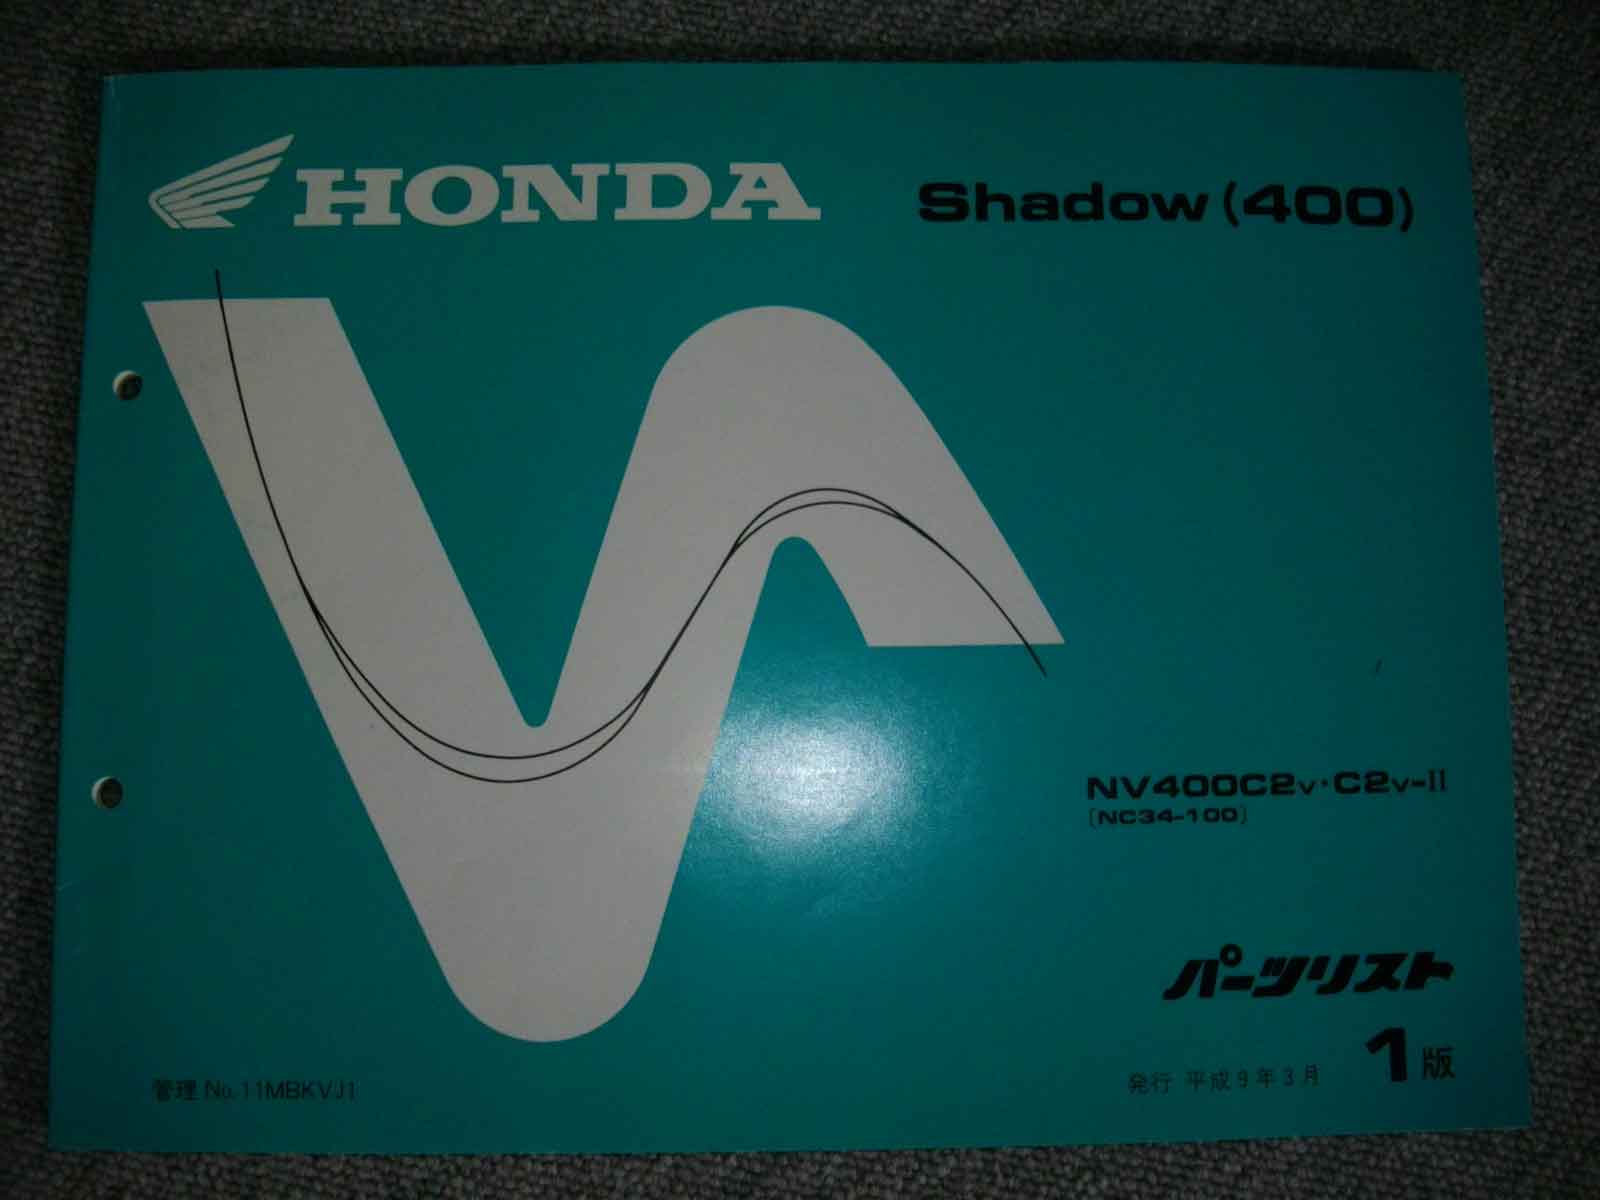 HONDA
Shadow (400)
NV400C2V・C2V-II
(NC34-100)
パーツリスト
1版
発行 平成9年3月
管理 No.11MBKVJ1